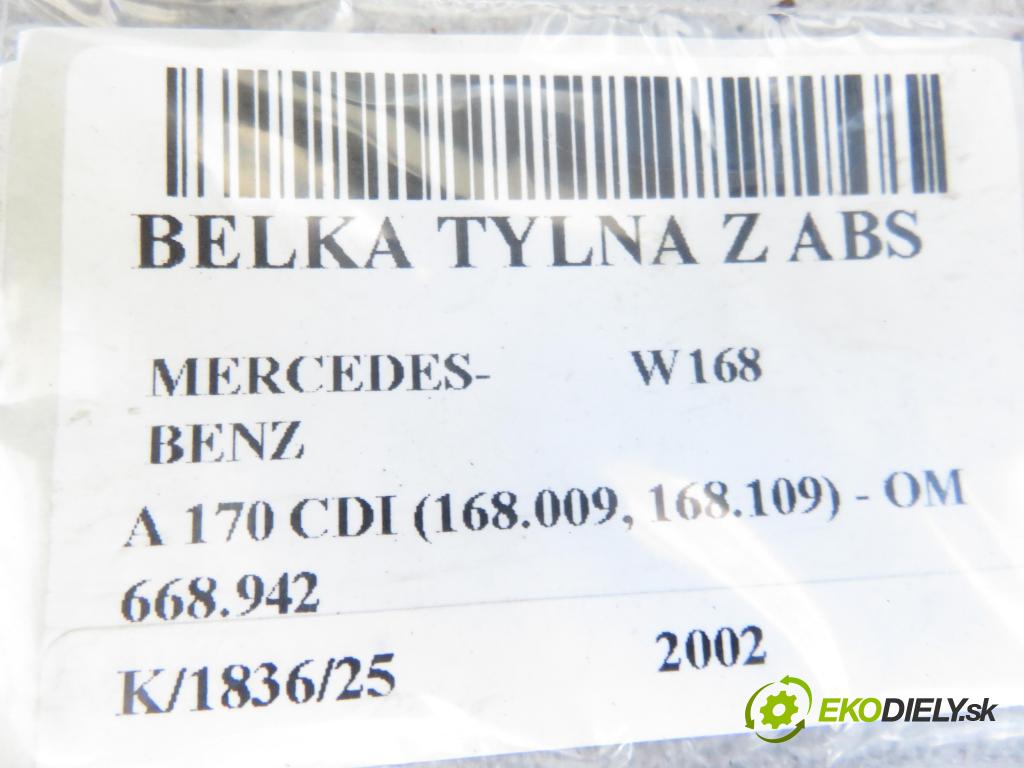 BELKA TYLNA Z ABS
MERCEDES- W168
BENZ
A 170 CDI (168.009, 168.109) - OM
668.942
K/1836/25 2002
EKODIELY.sk